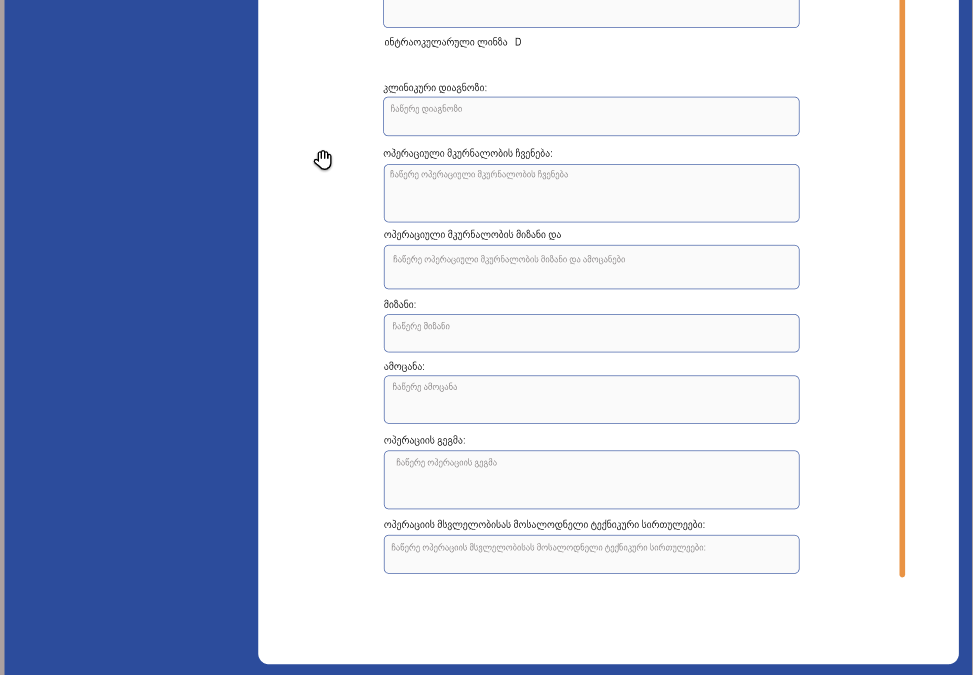 ინტრაოკულარული ლინზა D
კლინიკური დიაგნოზი:
ჩაწერე დიაგნოზი
ოპერაციული მკურნალობის ჩვენება:
ჩაწერე ოპერაციული მკურნალობის ჩვენება
ოპერაციული მკურნალობის მიზანი და
ჩაწერე ოპერაციული მკურნალობის მიზანი და ამოცანები
მიზანი:
ჩაწერე მიზანი
ამოცანა:
ჩაწერე ამოცანა
ოპერაციის გეგმა:
ჩაწერე ოპერაციის გეგმა
ოპერაციის მსვლელობისას მოსალოდნელი ტექნიკური სირთულეები:
ჩაწერე ოპერაციის მსვლელობისას მოსალოდნელი ტექნიკური სირთულეები: